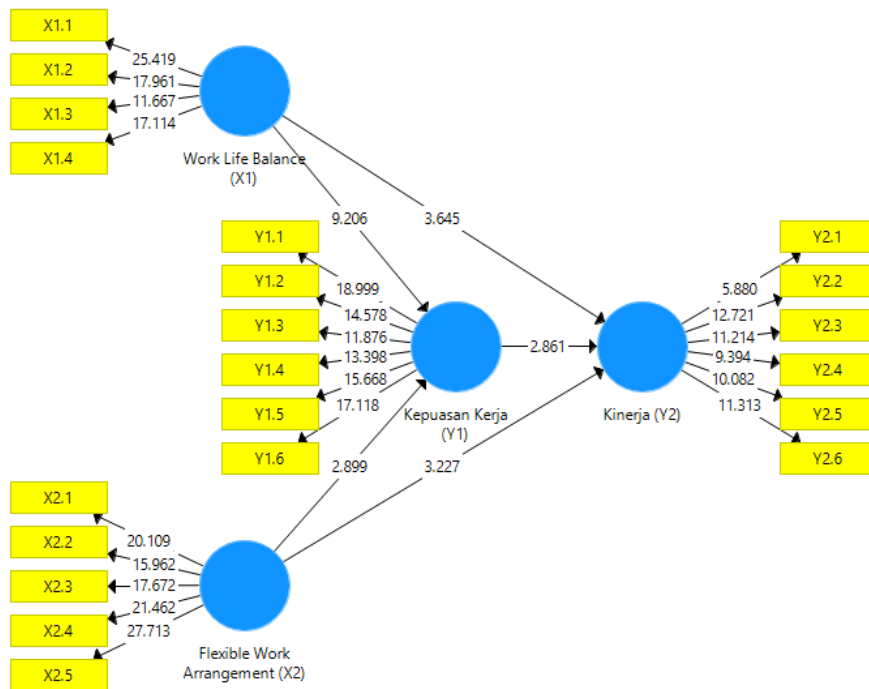 X1.1
X1.2
X1.3
X1.4
25.419
17.961
11.667
17.114
Work Life Balance
(X1)
9.206
3.645
Y1.1
Y1.2
Y1.3
Y1.4
Y1.5
Y1.6
18.999
14.578
11.876
13.398
15.668
17.118
Kepuasan Kerja
(Y1)
2.861
Kinerja (Y2)
5.880
12.721
11.214
9.394
10.082
11.313
Y2.1
Y2.2
Y2.3
Y2.4
Y2.5
Y2.6
2.899
3.227
X2.1
X2.2
X2.3
X2.4
X2.5
20.109
15.962
17.672
21.462
27.713
Flexible Work
Arrangement (X2)